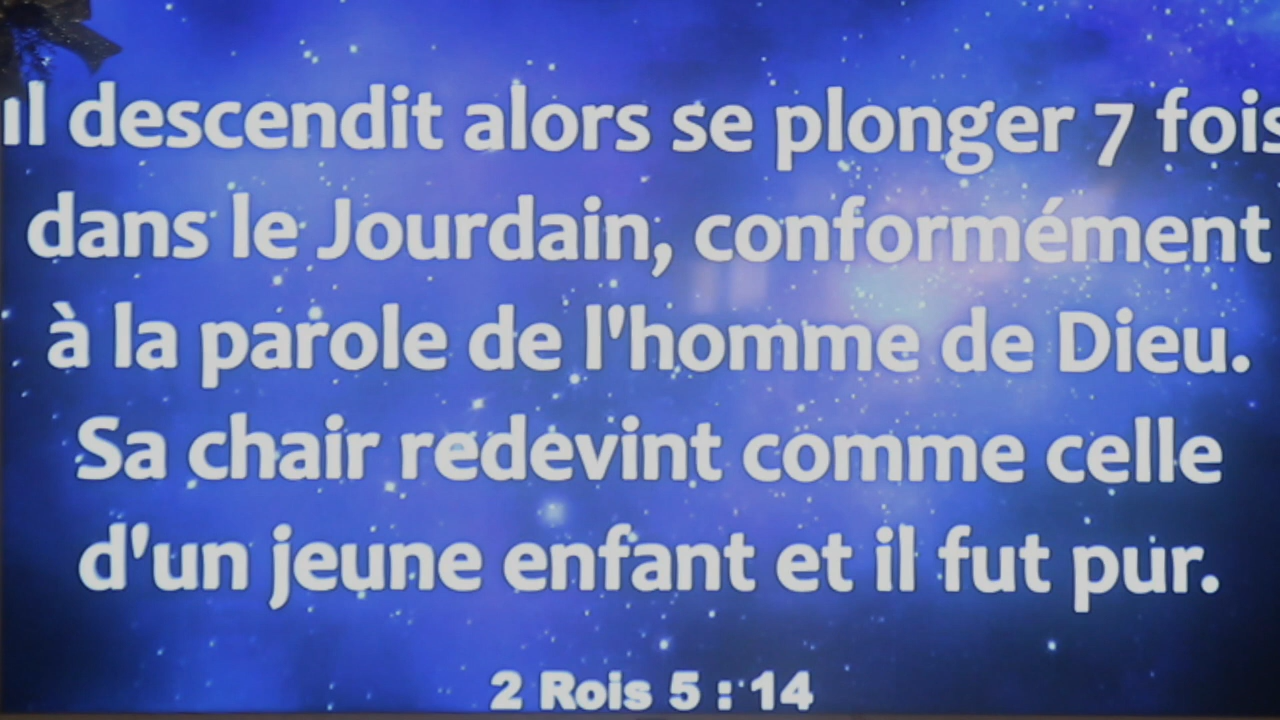 Il descendit alors se plonger 7 fois
dans le Jourdain, conformément
à la parole de l'homme de Dieu.
Sa chair redevint comme celle
d'un jeune enfant et il fut pur.
2 Rois 5 : 14